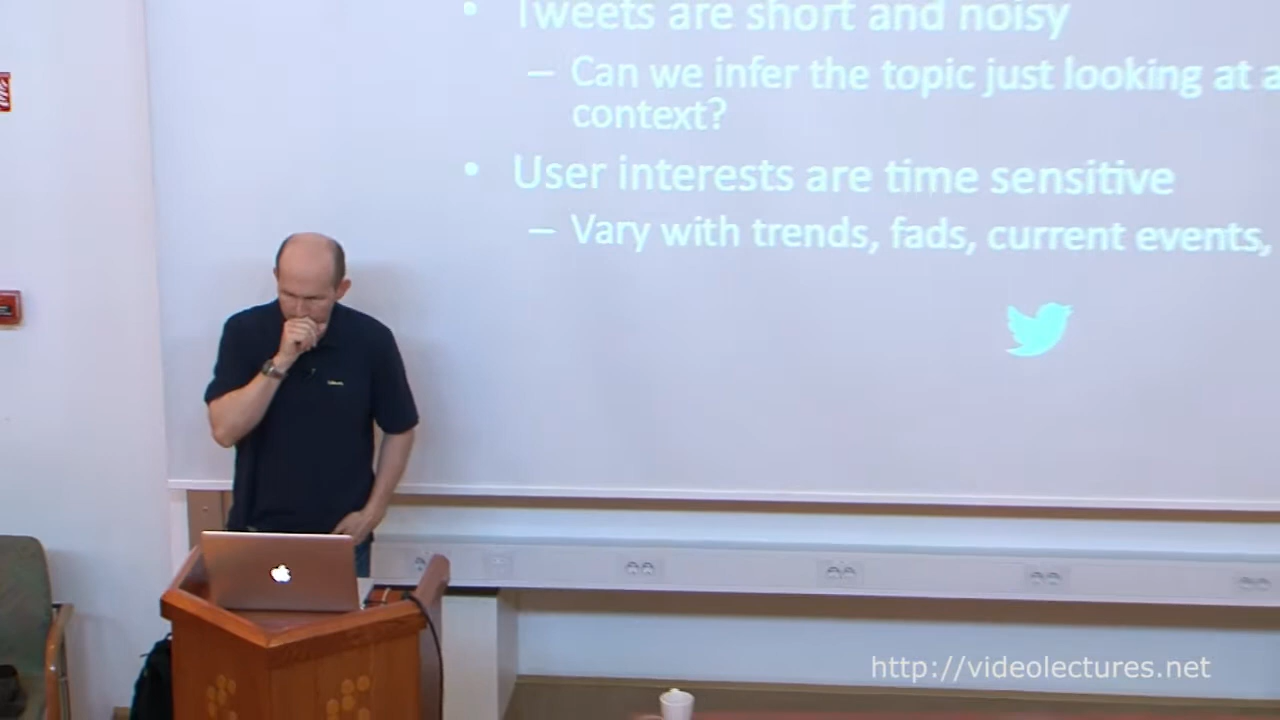 • Tweets are short and noisy
– Can we infer the topic just looking at a
context?
• User interests are time sensitive
– Vary with trends, fads, current events,
http://videolectures.net